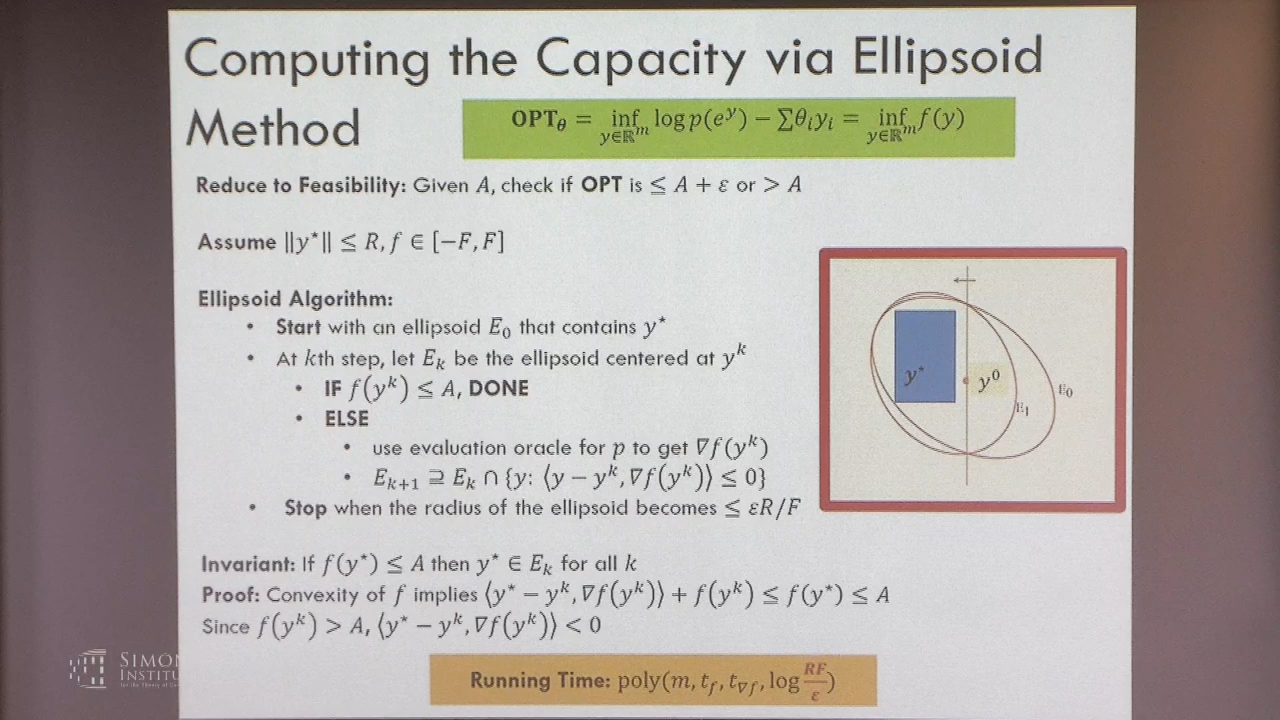 Computing the Capacity via Ellipsoid
Method
OPT_θ = inf_{y∈ℝ^m} log p(e^y) − ∑θ_i y_i = inf_{y∈ℝ^m} f(y)
Reduce to Feasibility: Given A, check if OPT is ≤ A + ε or > A
Assume ||y*|| ≤ R, f ∈ [−F, F]
Ellipsoid Algorithm:
• Start with an ellipsoid E_0 that contains y*
• At kth step, let E_k be the ellipsoid centered at y^k
• IF f(y^k) ≤ A, DONE
• ELSE
• use evaluation oracle for p to get ∇f(y^k)
• E_{k+1} ⊇ E_k ∩ {y: ⟨y − y^k, ∇f(y^k)⟩ ≤ 0}
• Stop when the radius of the ellipsoid becomes ≤ εR/F
y*
y^0
E_1
E_0
Invariant: If f(y*) ≤ A then y* ∈ E_k for all k
Proof: Convexity of f implies ⟨y* − y^k, ∇f(y^k)⟩ + f(y^k) ≤ f(y*) ≤ A
Since f(y^k) > A, ⟨y* − y^k, ∇f(y^k)⟩ < 0
Running Time: poly(m, t_f, t_{∇f}, log RF/ε)